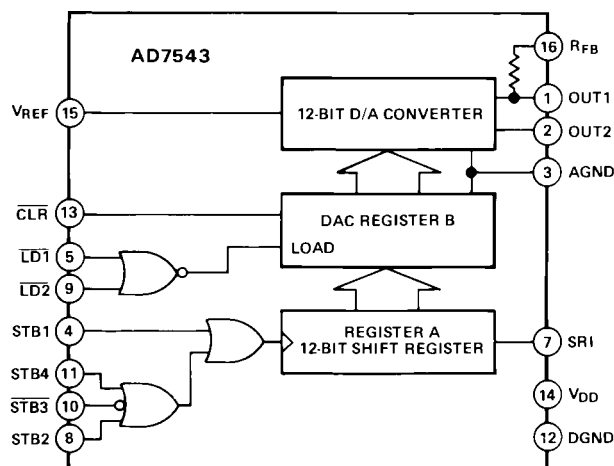 AD7543
16 RFB
1 OUT1
VREF 15
12-BIT D/A CONVERTER
2 OUT2
3 AGND
CLR 13
DAC REGISTER B
LD1 5
LOAD
LD2 9
STB1 4
REGISTER A
12-BIT SHIFT REGISTER
7 SRI
STB4 11
14 VDD
STB3 10
STB2 8
12 DGND